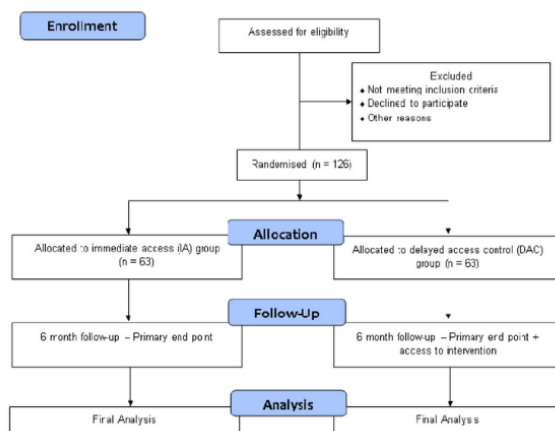 Enrollment
Assessed for eligibility
Excluded
♦ Not meeting inclusion criteria
♦ Declined to participate
♦ Other reasons
Randomised (n = 126)
Allocation
Allocated to immediate access (IA) group
(n = 63)
Allocated to delayed access control (DAC)
group (n = 63)
Follow-Up
6 month follow-up – Primary end point
6 month follow-up – Primary end point +
access to intervention
Analysis
Final Analysis
Final Analysis